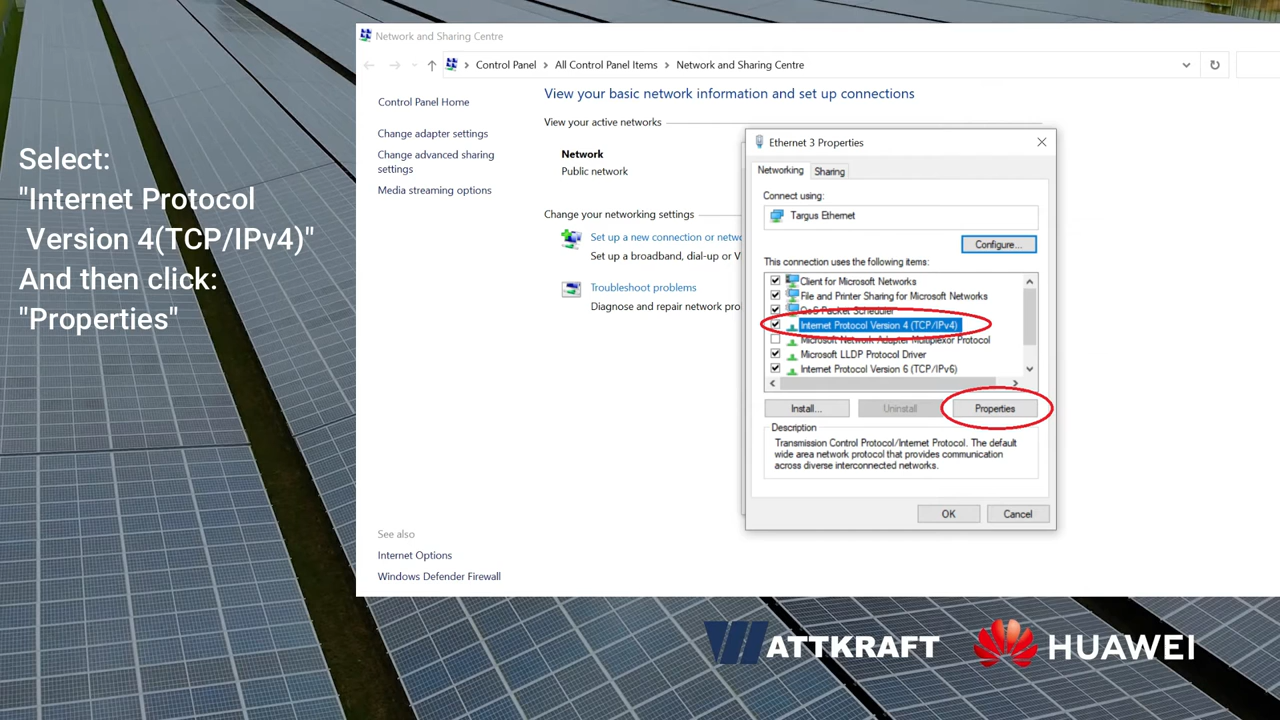 Select:
"Internet Protocol
Version 4(TCP/IPv4)"
And then click:
"Properties"
Network and Sharing Centre
Control Panel > All Control Panel Items > Network and Sharing Centre
Control Panel Home
Change adapter settings
Change advanced sharing
settings
Media streaming options
See also
Internet Options
Windows Defender Firewall
View your basic network information and set up connections
View your active networks
Network
Public network
Change your networking settings
Set up a new connection or netwo
Set up a broadband, dial-up or V
Troubleshoot problems
Diagnose and repair network pro
Ethernet 3 Properties
Networking Sharing
Connect using:
Targus Ethernet
Configure...
This connection uses the following items:
Client for Microsoft Networks
File and Printer Sharing for Microsoft Networks
QoS Packet Scheduler
Internet Protocol Version 4 (TCP/IPv4)
Microsoft Network Adapter Multiplexor Protocol
Microsoft LLDP Protocol Driver
Internet Protocol Version 6 (TCP/IPv6)
Install... Uninstall Properties
Description
Transmission Control Protocol/Internet Protocol. The default
wide area network protocol that provides communication
across diverse interconnected networks.
OK Cancel
WATTKRAFT HUAWEI